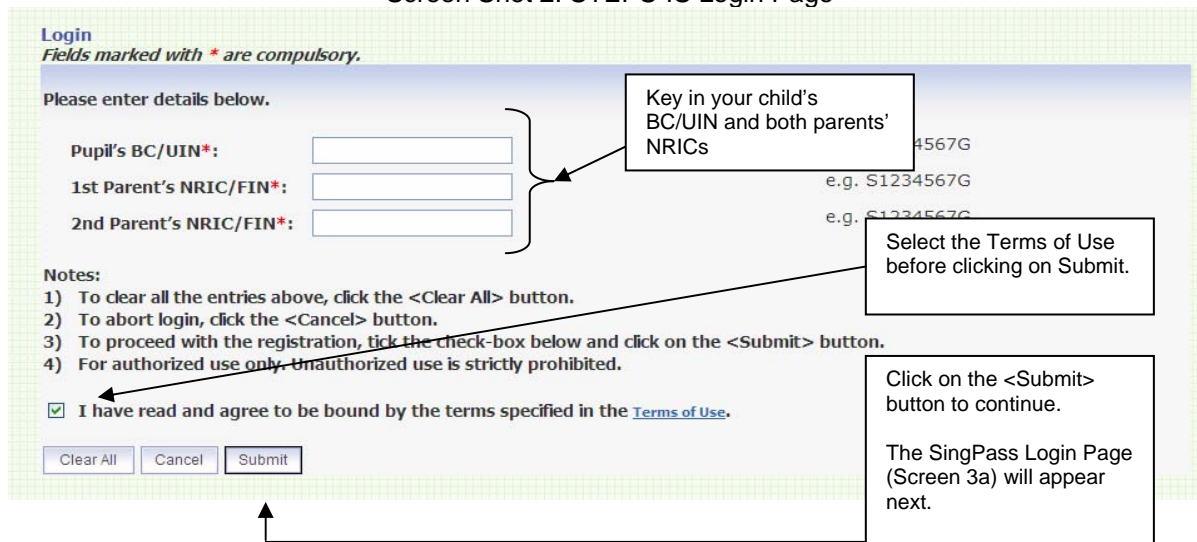 Login
Fields marked with * are compulsory.
Please enter details below.
Key in your child's
BC/UIN and both parents'
NRICs
Pupil's BC/UIN*:
4567G
1st Parent's NRIC/FIN*:
e.g. S1234567G
2nd Parent's NRIC/FIN*:
e.g. S1234567G
Select the Terms of Use
before clicking on Submit.
Notes:
1) To clear all the entries above, click the <Clear All> button.
2) To abort login, click the <Cancel> button.
3) To proceed with the registration, tick the check-box below and click on the <Submit> button.
4) For authorized use only. Unauthorized use is strictly prohibited.
I have read and agree to be bound by the terms specified in the Terms of Use.
Clear All Cancel Submit
Click on the <Submit>
button to continue.
The SingPass Login Page
(Screen 3a) will appear
next.